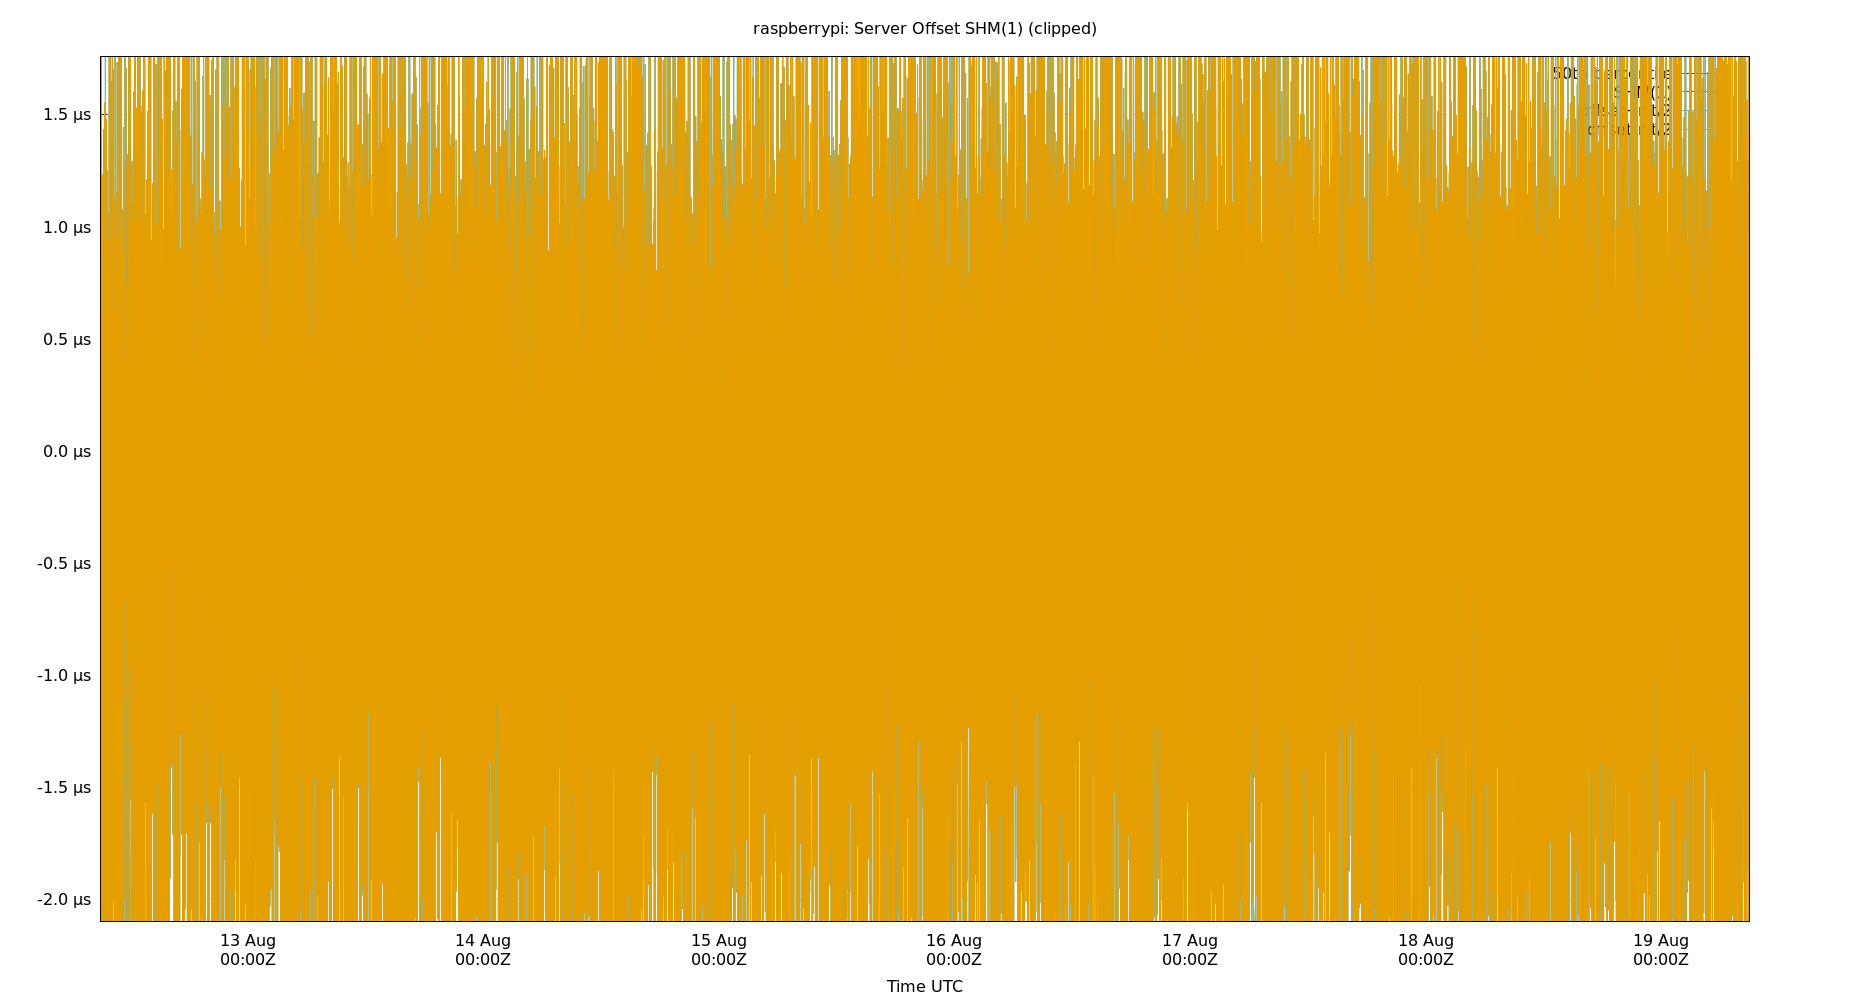 raspberrypi: Server Offset SHM(1) (clipped)
1.5 µs
1.0 µs
0.5 µs
0.0 µs
-0.5 µs
-1.0 µs
-1.5 µs
-2.0 µs
SHM(1)
13 Aug 14 Aug 15 Aug 16 Aug 17 Aug 18 Aug 19 Aug
00:00Z 00:00Z 00:00Z 00:00Z 00:00Z 00:00Z 00:00Z
Time UTC